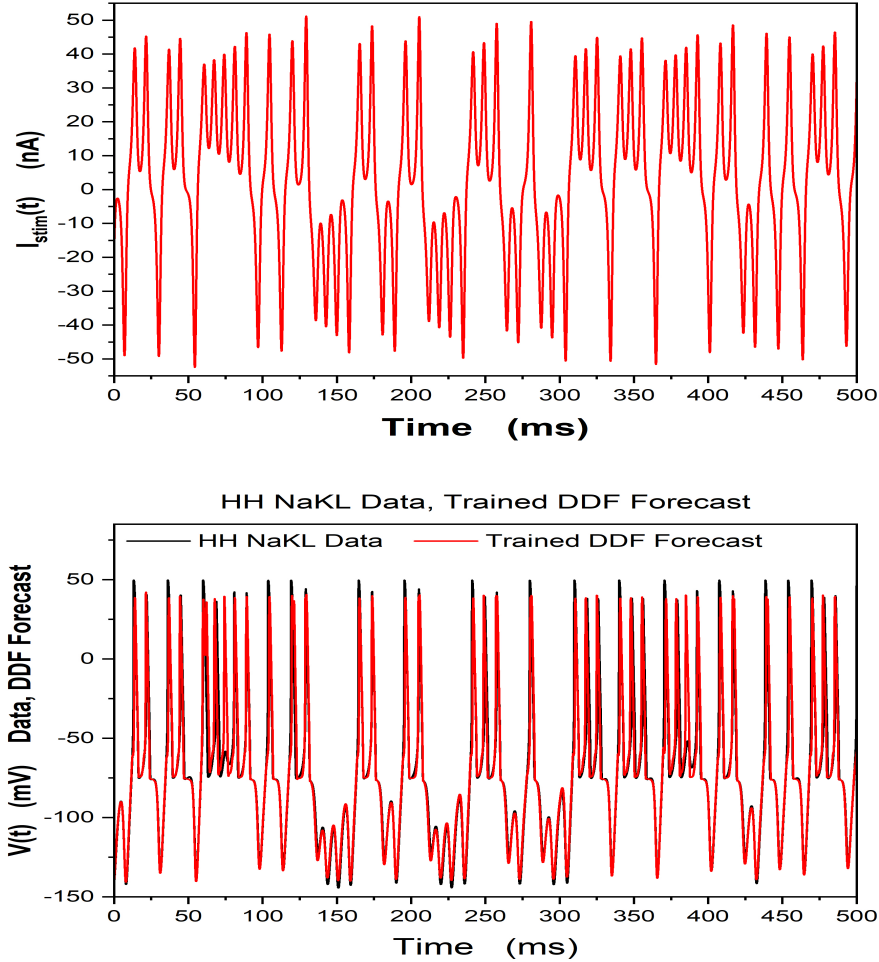 I_stim(t) (nA)
50
40
30
20
10
0
-10
-20
-30
-40
-50
0 50 100 150 200 250 300 350 400 450 500
Time (ms)
HH NaKL Data, Trained DDF Forecast
HH NaKL Data Trained DDF Forecast
V(t) (mV) Data, DDF Forecast
50
0
-50
-100
-150
0 50 100 150 200 250 300 350 400 450 500
Time (ms)